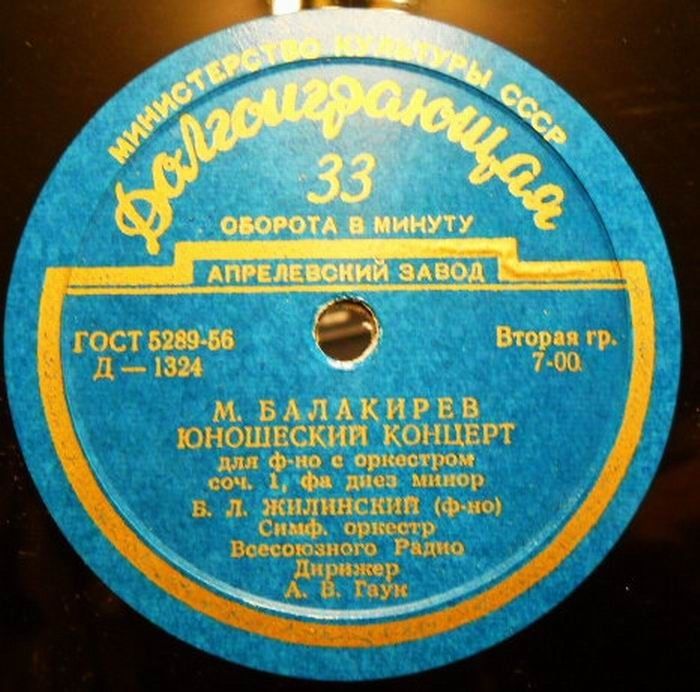 МИНИСТЕРСТВО КУЛЬТУРЫ СССР
Долгоиграющая
33
ОБОРОТА В МИНУТУ
АПРЕЛЕВСКИЙ ЗАВОД
ГОСТ 5289-56
Д — 1324
Вторая гр.
7-00
М. БАЛАКИРЕВ
ЮНОШЕСКИЙ КОНЦЕРТ
для ф-но с оркестром
соч. 1, фа диез минор
Б. Л. ЖИЛИНСКИЙ (ф-но)
Симф. оркестр
Всесоюзного Радио
Дирижер
А. В. Гаук